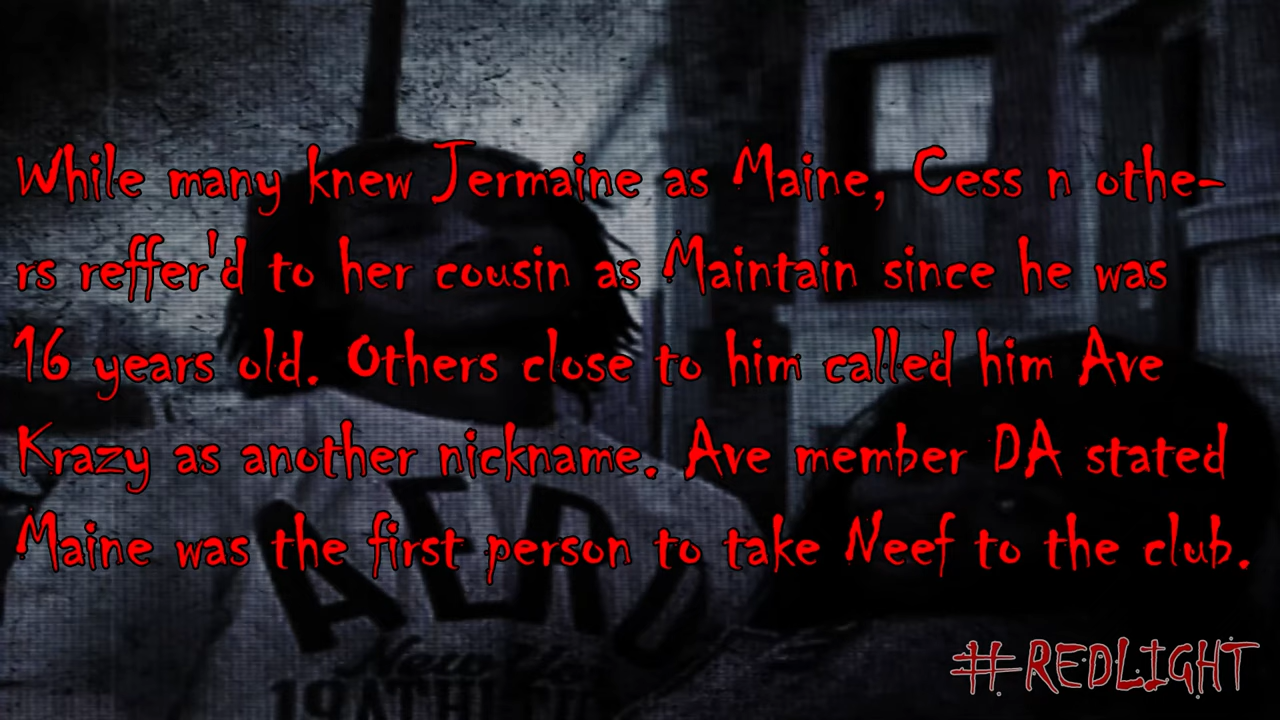 While many knew Jermaine as Maine, Cess n othe-
rs reffer'd to her cousin as Maintain since he was
16 years old. Others close to him called him Ave
Krazy as another nickname. Ave member DA stated
Maine was the first person to take Neef to the club.
AERO
New
#REDLIGHT